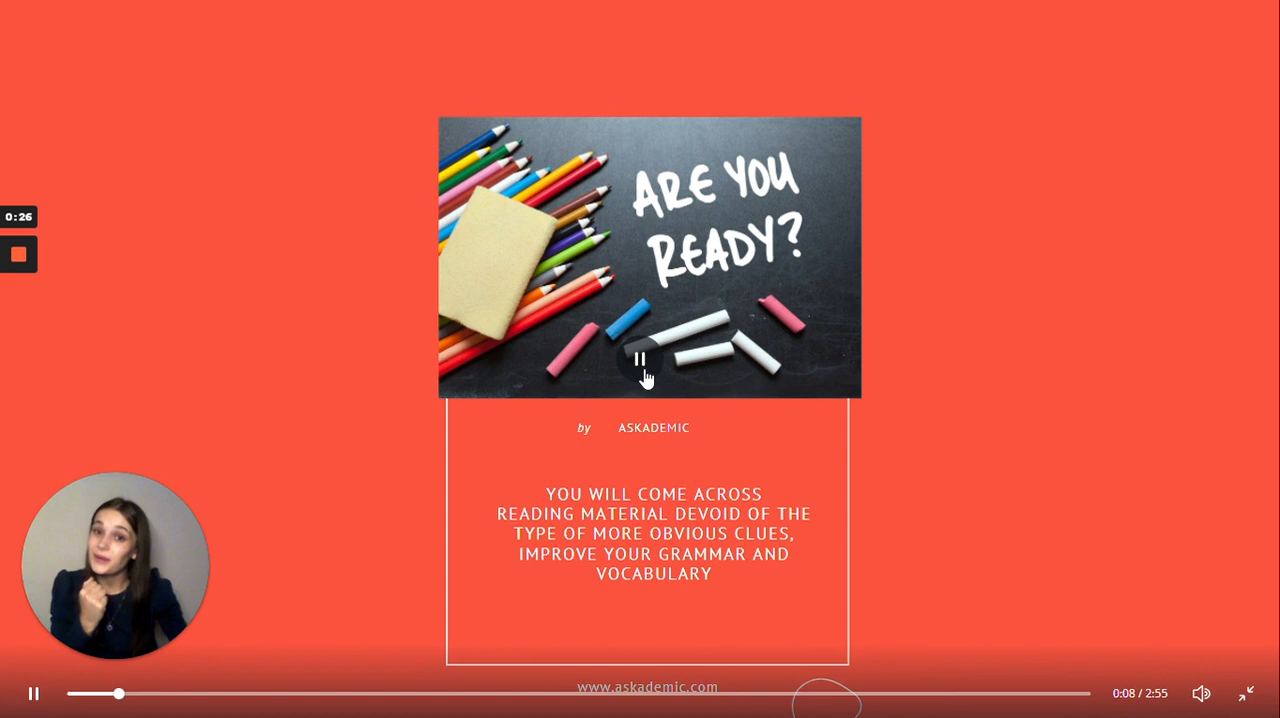 ARE YOU
READY?
0:26
by ASKADEMIC
YOU WILL COME ACROSS
READING MATERIAL DEVOID OF THE
TYPE OF MORE OBVIOUS CLUES,
IMPROVE YOUR GRAMMAR AND
VOCABULARY
www.askademic.com
0:08 / 2:55